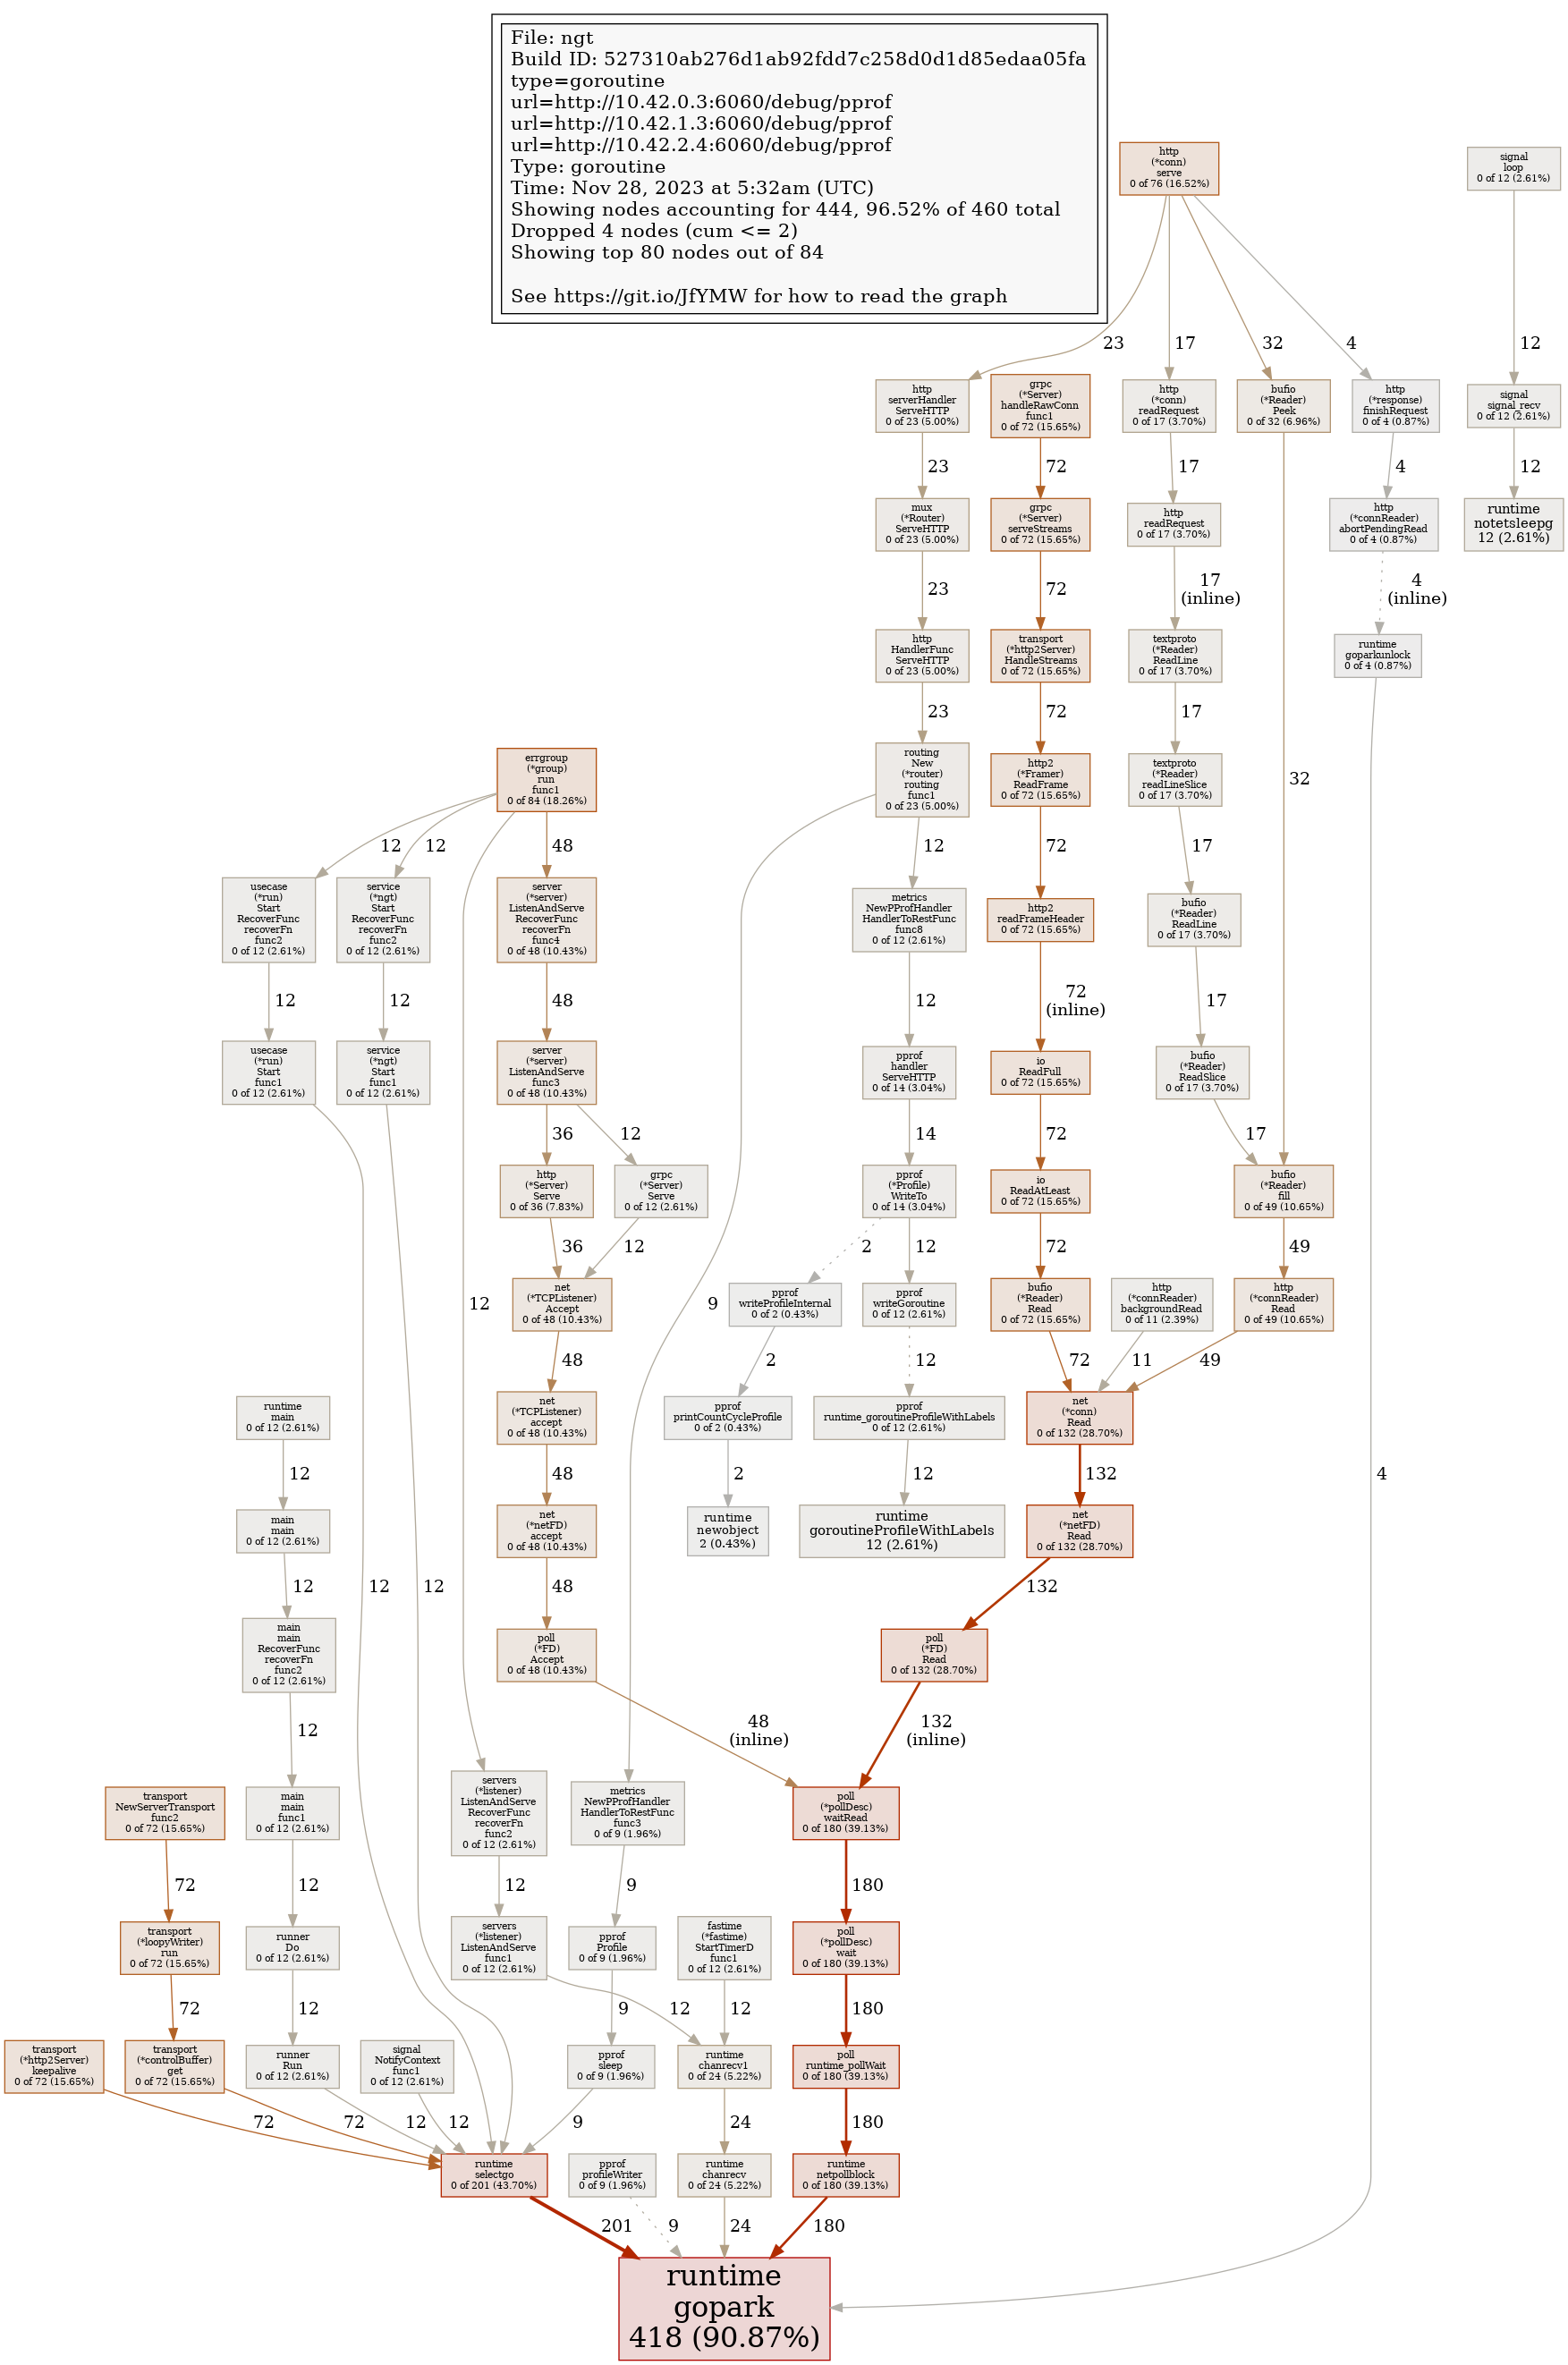 File: ngt
Build ID: 527310ab276d1ab92fdd7c258d0d1d85edaa05fa
type=goroutine
url=http://10.42.0.3:6060/debug/pprof
url=http://10.42.1.3:6060/debug/pprof
url=http://10.42.2.4:6060/debug/pprof
Type: goroutine
Time: Nov 28, 2023 at 5:32am (UTC)
Showing nodes accounting for 444, 96.52% of 460 total
Dropped 4 nodes (cum <= 2)
Showing top 80 nodes out of 84
See https://git.io/JfYMW for how to read the graph
http
(*conn)
serve
0 of 76 (16.52%)
signal
loop
0 of 12 (2.61%)
23
17
32
4
12
http
serverHandler
ServeHTTP
0 of 23 (5.00%)
grpc
(*Server)
handleRawConn
func1
0 of 72 (15.65%)
http
(*conn)
readRequest
0 of 17 (3.70%)
bufio
(*Reader)
Peek
0 of 32 (6.96%)
http
(*response)
finishRequest
0 of 4 (0.87%)
signal
signal_recv
0 of 12 (2.61%)
23
72
17
4
12
mux
(*Router)
ServeHTTP
0 of 23 (5.00%)
grpc
(*Server)
serveStreams
0 of 72 (15.65%)
http
readRequest
0 of 17 (3.70%)
http
(*connReader)
abortPendingRead
0 of 4 (0.87%)
runtime
notetsleepg
12 (2.61%)
23
72
17
(inline)
4
(inline)
http
HandlerFunc
ServeHTTP
0 of 23 (5.00%)
transport
(*http2Server)
HandleStreams
0 of 72 (15.65%)
textproto
(*Reader)
ReadLine
0 of 17 (3.70%)
runtime
goparkunlock
0 of 4 (0.87%)
23
72
17
errgroup
(*group)
run
func1
0 of 84 (18.26%)
routing
New
(*router)
routing
func1
0 of 23 (5.00%)
http2
(*Framer)
ReadFrame
0 of 72 (15.65%)
textproto
(*Reader)
readLineSlice
0 of 17 (3.70%)
32
12
12
48
12
72
17
usecase
(*run)
Start
RecoverFunc
recoverFn
func2
0 of 12 (2.61%)
service
(*ngt)
Start
RecoverFunc
recoverFn
func2
0 of 12 (2.61%)
server
(*server)
ListenAndServe
RecoverFunc
recoverFn
func4
0 of 48 (10.43%)
metrics
NewPProfHandler
HandlerToRestFunc
func8
0 of 12 (2.61%)
http2
readFrameHeader
0 of 72 (15.65%)
bufio
(*Reader)
ReadLine
0 of 17 (3.70%)
12
12
48
12
72
(inline)
17
usecase
(*run)
Start
func1
0 of 12 (2.61%)
service
(*ngt)
Start
func1
0 of 12 (2.61%)
server
(*server)
ListenAndServe
func3
0 of 48 (10.43%)
pprof
handler
ServeHTTP
0 of 14 (3.04%)
io
ReadFull
0 of 72 (15.65%)
bufio
(*Reader)
ReadSlice
0 of 17 (3.70%)
36
12
14
72
17
http
(*Server)
Serve
0 of 36 (7.83%)
grpc
(*Server)
Serve
0 of 12 (2.61%)
pprof
(*Profile)
WriteTo
0 of 14 (3.04%)
io
ReadAtLeast
0 of 72 (15.65%)
bufio
(*Reader)
fill
0 of 49 (10.65%)
36
12
2
12
72
49
12
9
net
(*TCPListener)
Accept
0 of 48 (10.43%)
pprof
writeProfileInternal
0 of 2 (0.43%)
pprof
writeGoroutine
0 of 12 (2.61%)
bufio
(*Reader)
Read
0 of 72 (15.65%)
http
(*connReader)
backgroundRead
0 of 11 (2.39%)
http
(*connReader)
Read
0 of 49 (10.65%)
48
2
12
72
11
49
runtime
main
0 of 12 (2.61%)
net
(*TCPListener)
accept
0 of 48 (10.43%)
pprof
printCountCycleProfile
0 of 2 (0.43%)
pprof
runtime_goroutineProfileWithLabels
0 of 12 (2.61%)
net
(*conn)
Read
0 of 132 (28.70%)
12
48
2
12
132
4
main
main
0 of 12 (2.61%)
net
(*netFD)
accept
0 of 48 (10.43%)
runtime
newobject
2 (0.43%)
runtime
goroutineProfileWithLabels
12 (2.61%)
net
(*netFD)
Read
0 of 132 (28.70%)
12
12
12
48
132
main
main
RecoverFunc
recoverFn
func2
0 of 12 (2.61%)
poll
(*FD)
Accept
0 of 48 (10.43%)
poll
(*FD)
Read
0 of 132 (28.70%)
12
48
(inline)
132
(inline)
transport
NewServerTransport
func2
0 of 72 (15.65%)
main
main
func1
0 of 12 (2.61%)
servers
(*listener)
ListenAndServe
RecoverFunc
recoverFn
func2
0 of 12 (2.61%)
metrics
NewPProfHandler
HandlerToRestFunc
func3
0 of 9 (1.96%)
poll
(*pollDesc)
waitRead
0 of 180 (39.13%)
72
12
12
9
180
transport
(*loopyWriter)
run
0 of 72 (15.65%)
runner
Do
0 of 12 (2.61%)
servers
(*listener)
ListenAndServe
func1
0 of 12 (2.61%)
pprof
Profile
0 of 9 (1.96%)
fastime
(*fastime)
StartTimerD
func1
0 of 12 (2.61%)
poll
(*pollDesc)
wait
0 of 180 (39.13%)
72
12
9
12
12
180
transport
(*http2Server)
keepalive
0 of 72 (15.65%)
transport
(*controlBuffer)
get
0 of 72 (15.65%)
runner
Run
0 of 12 (2.61%)
signal
NotifyContext
func1
0 of 12 (2.61%)
pprof
sleep
0 of 9 (1.96%)
runtime
chanrecv1
0 of 24 (5.22%)
poll
runtime_pollWait
0 of 180 (39.13%)
72
72
12
12
9
24
180
runtime
selectgo
0 of 201 (43.70%)
pprof
profileWriter
0 of 9 (1.96%)
runtime
chanrecv
0 of 24 (5.22%)
runtime
netpollblock
0 of 180 (39.13%)
201
9
24
180
runtime
gopark
418 (90.87%)